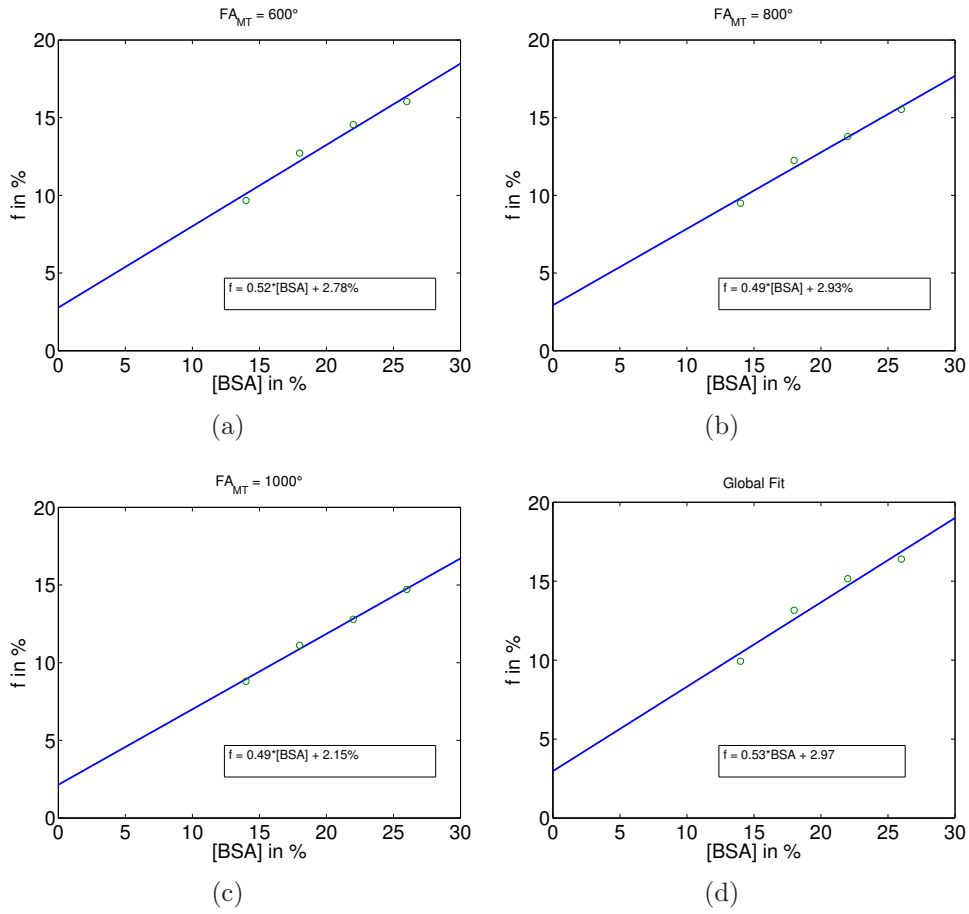 FA_MT = 600°
20
15
10
5
0
f in %
f = 0.52*[BSA] + 2.78%
0 5 10 15 20 25 30
[BSA] in %
(a)
FA_MT = 800°
20
15
10
5
0
f in %
f = 0.49*[BSA] + 2.93%
0 5 10 15 20 25 30
[BSA] in %
(b)
FA_MT = 1000°
20
15
10
5
0
f in %
f = 0.49*[BSA] + 2.15%
0 5 10 15 20 25 30
[BSA] in %
(c)
Global Fit
20
15
10
5
0
f in %
f = 0.53*BSA + 2.97
0 5 10 15 20 25 30
[BSA] in %
(d)